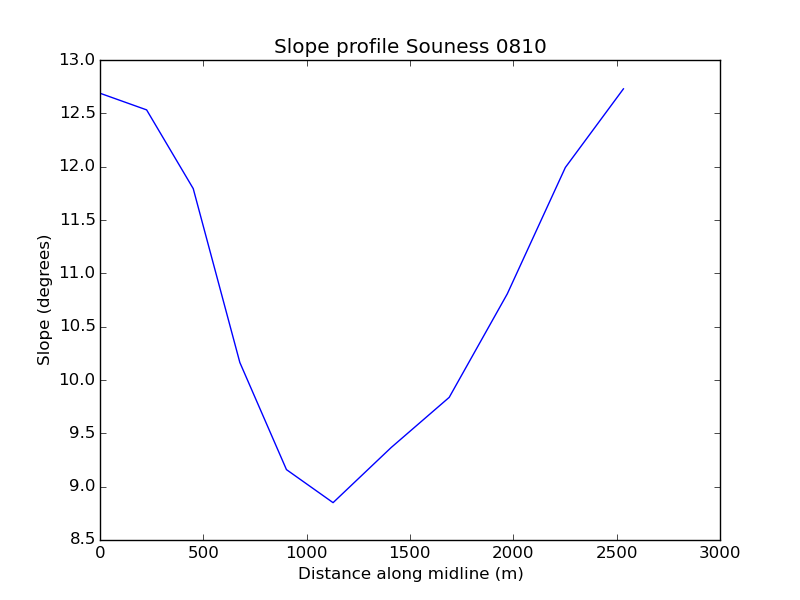 Slope profile Souness 0810
13.0
12.5
12.0
11.5
11.0
10.5
10.0
9.5
9.0
8.5
Slope (degrees)
0 500 1000 1500 2000 2500 3000
Distance along midline (m)